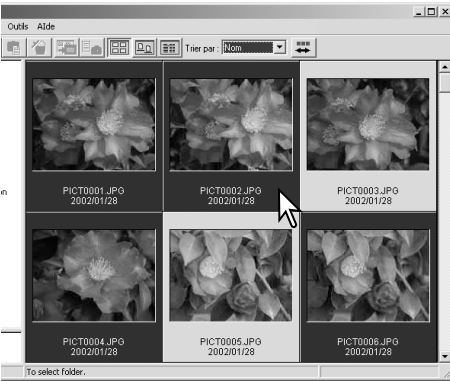 Outils AIde
Trier par : Nom
on
PICT0001.JPG
2002/01/28
PICT0002.JPG
2002/01/28
PICT0003.JPG
2002/01/28
PICT0004.JPG
2002/01/28
PICT0005.JPG
2002/01/28
PICT0006.JPG
2002/01/28
To select folder.